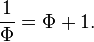 1/Φ = Φ + 1.